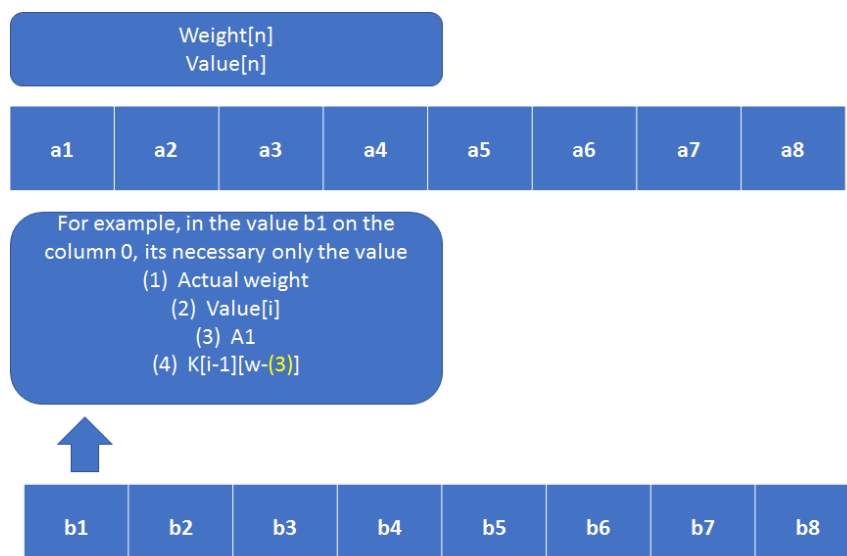 Weight[n]
Value[n]
a1 a2 a3 a4 a5 a6 a7 a8
For example, in the value b1 on the
column 0, its necessary only the value
(1) Actual weight
(2) Value[i]
(3) A1
(4) K[i-1][w-(3)]
b1 b2 b3 b4 b5 b6 b7 b8